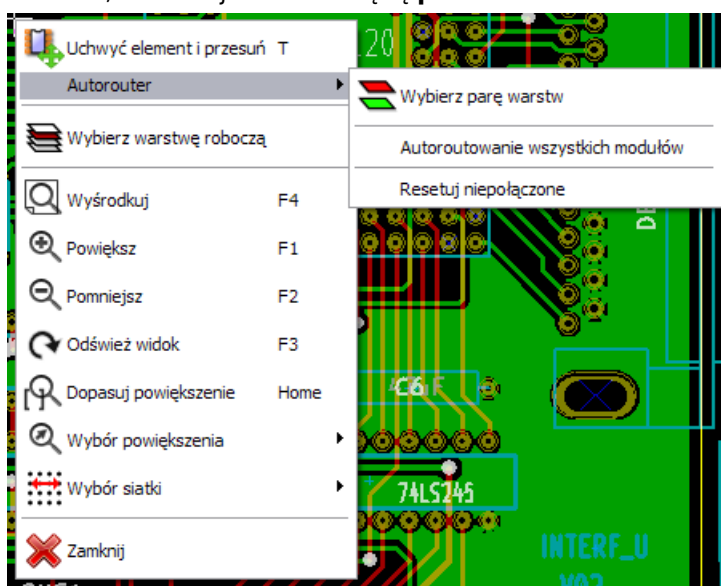 Uchwyć element i przesuń T
120
Autorouter
Wybierz parę warstw
Wybierz warstwę roboczą
Autoroutowanie wszystkich modułów
Resetuj niepołączone
Wyśrodkuj F4
Powiększ F1
Pomniejsz F2
Odśwież widok F3
Dopasuj powiększenie Home
C6
Wybór powiększenia
Wybór siatki
74LS245
Zamknij
INTERF_U